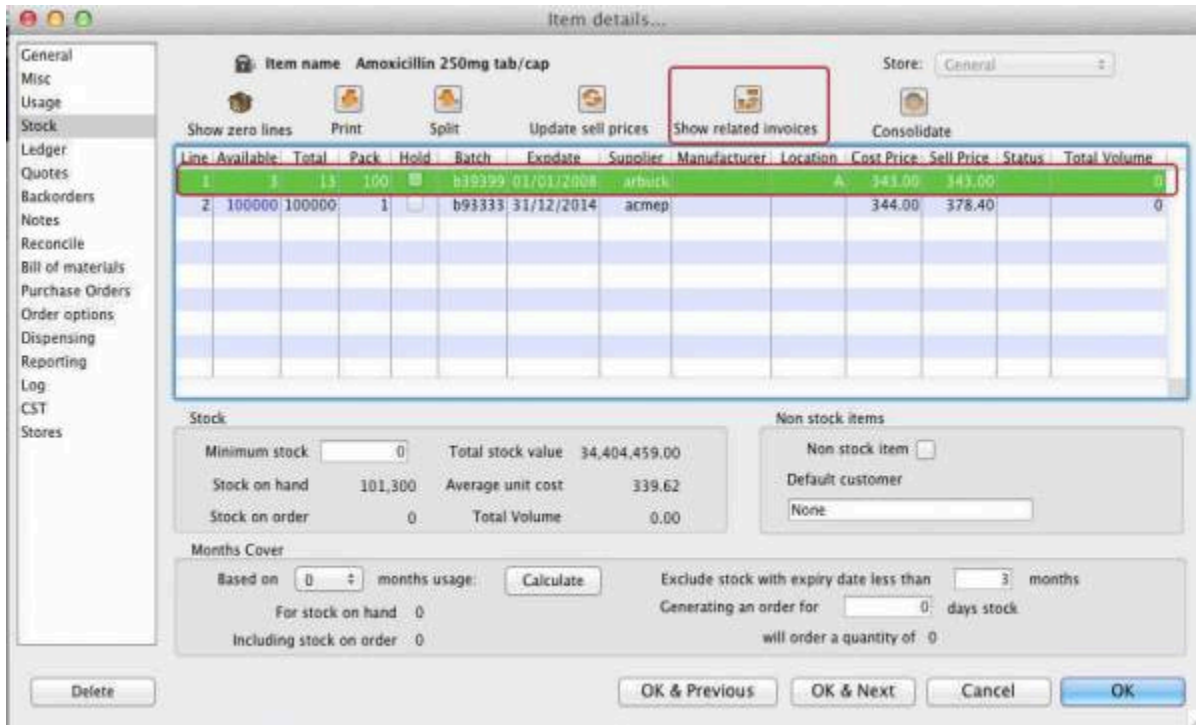 Item details...
General
Misc
Usage
Stock
Ledger
Quotes
Backorders
Notes
Reconcile
Bill of materials
Purchase Orders
Order options
Dispensing
Reporting
Log
CST
Stores
Item name Amoxicillin 250mg tab/cap
Store: General
Show zero lines Print Split Update sell prices Show related invoices Consolidate
Line Available Total Pack Hold Batch Expdate Supplier Manufacturer Location Cost Price Sell Price Status Total Volume
1 3 13 100 b39399 01/01/2008 arbuck A 343.00 343.00 0
2 100000 100000 1 b93333 31/12/2014 acmep 344.00 378.40 0
Stock
Minimum stock 0 Total stock value 34,404,459.00
Stock on hand 101,300 Average unit cost 339.62
Stock on order 0 Total Volume 0.00
Non stock items
Non stock item
Default customer
None
Months Cover
Based on 0 months usage: Calculate Exclude stock with expiry date less than 3 months
For stock on hand 0 Generating an order for 0 days stock
Including stock on order 0 will order a quantity of 0
Delete OK & Previous OK & Next Cancel OK